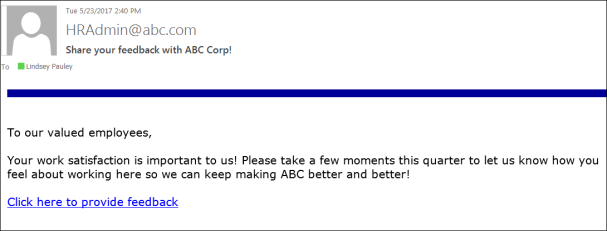 Tue 5/23/2017 2:40 PM
HRAdmin@abc.com
Share your feedback with ABC Corp!
To Lindsey Pauley
To our valued employees,
Your work satisfaction is important to us! Please take a few moments this quarter to let us know how you
feel about working here so we can keep making ABC better and better!
Click here to provide feedback